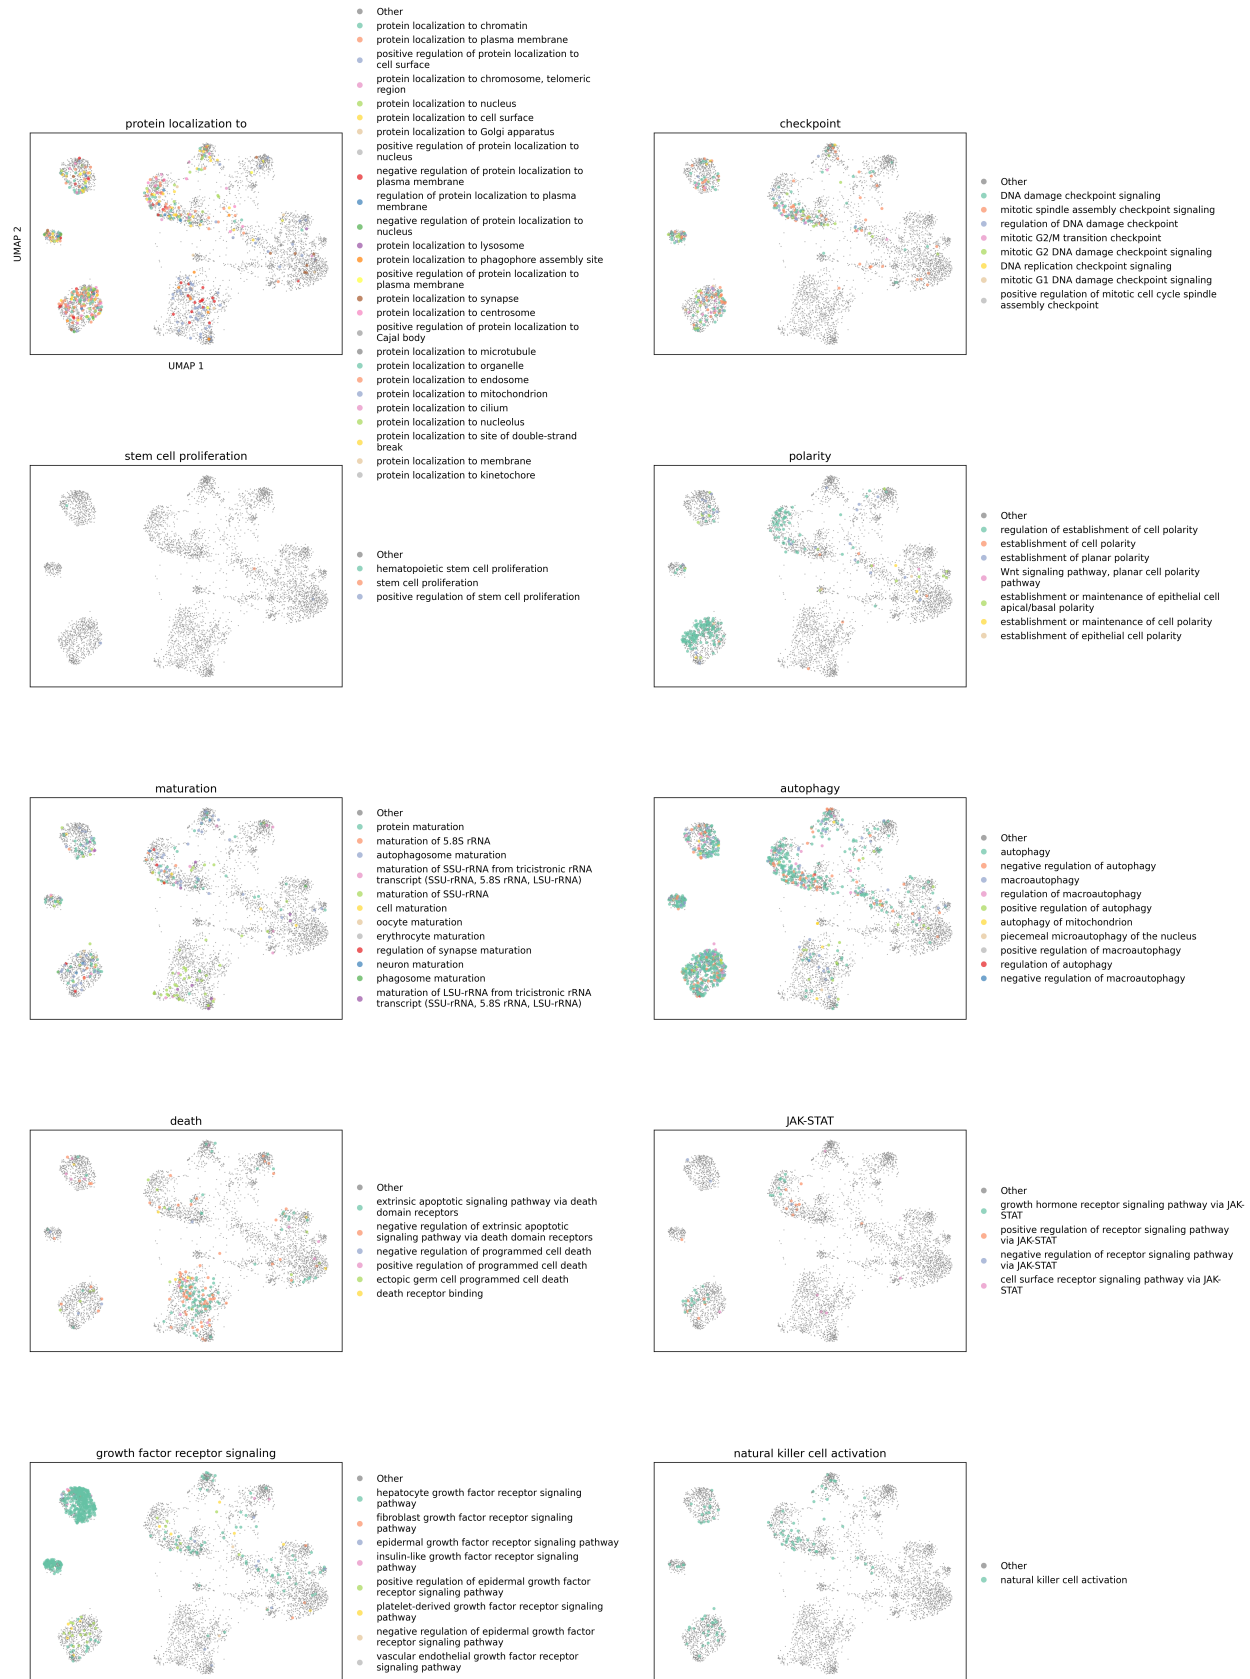 protein localization to
UMAP 2
UMAP 1
Other
protein localization to chromatin
protein localization to plasma membrane
positive regulation of protein localization to
cell surface
protein localization to chromosome, telomeric
region
protein localization to nucleus
protein localization to cell surface
protein localization to Golgi apparatus
positive regulation of protein localization to
nucleus
negative regulation of protein localization to
plasma membrane
regulation of protein localization to plasma
membrane
negative regulation of protein localization to
nucleus
protein localization to lysosome
protein localization to phagophore assembly site
positive regulation of protein localization to
plasma membrane
protein localization to synapse
protein localization to centrosome
positive regulation of protein localization to
Cajal body
protein localization to microtubule
protein localization to organelle
protein localization to endosome
protein localization to mitochondrion
protein localization to cilium
protein localization to nucleolus
protein localization to site of double-strand
break
protein localization to membrane
protein localization to kinetochore
checkpoint
Other
DNA damage checkpoint signaling
mitotic spindle assembly checkpoint signaling
regulation of DNA damage checkpoint
mitotic G2/M transition checkpoint
mitotic G2 DNA damage checkpoint signaling
DNA replication checkpoint signaling
mitotic G1 DNA damage checkpoint signaling
positive regulation of mitotic cell cycle spindle
assembly checkpoint
stem cell proliferation
Other
hematopoietic stem cell proliferation
stem cell proliferation
positive regulation of stem cell proliferation
polarity
Other
regulation of establishment of cell polarity
establishment of cell polarity
establishment of planar polarity
Wnt signaling pathway, planar cell polarity
pathway
establishment or maintenance of epithelial cell
apical/basal polarity
establishment or maintenance of cell polarity
establishment of epithelial cell polarity
maturation
Other
protein maturation
maturation of 5.8S rRNA
autophagosome maturation
maturation of SSU-rRNA from tricistronic rRNA
transcript (SSU-rRNA, 5.8S rRNA, LSU-rRNA)
maturation of SSU-rRNA
cell maturation
oocyte maturation
erythrocyte maturation
regulation of synapse maturation
neuron maturation
phagosome maturation
maturation of LSU-rRNA from tricistronic rRNA
transcript (SSU-rRNA, 5.8S rRNA, LSU-rRNA)
autophagy
Other
autophagy
negative regulation of autophagy
macroautophagy
regulation of macroautophagy
positive regulation of autophagy
autophagy of mitochondrion
piecemeal microautophagy of the nucleus
positive regulation of macroautophagy
regulation of autophagy
negative regulation of macroautophagy
death
Other
extrinsic apoptotic signaling pathway via death
domain receptors
negative regulation of extrinsic apoptotic
signaling pathway via death domain receptors
negative regulation of programmed cell death
positive regulation of programmed cell death
ectopic germ cell programmed cell death
death receptor binding
JAK-STAT
Other
growth hormone receptor signaling pathway via JAK-
STAT
positive regulation of receptor signaling pathway
via JAK-STAT
negative regulation of receptor signaling pathway
via JAK-STAT
cell surface receptor signaling pathway via JAK-
STAT
growth factor receptor signaling
Other
hepatocyte growth factor receptor signaling
pathway
fibroblast growth factor receptor signaling
pathway
epidermal growth factor receptor signaling pathway
insulin-like growth factor receptor signaling
pathway
positive regulation of epidermal growth factor
receptor signaling pathway
platelet-derived growth factor receptor signaling
pathway
negative regulation of epidermal growth factor
receptor signaling pathway
vascular endothelial growth factor receptor
signaling pathway
natural killer cell activation
Other
natural killer cell activation